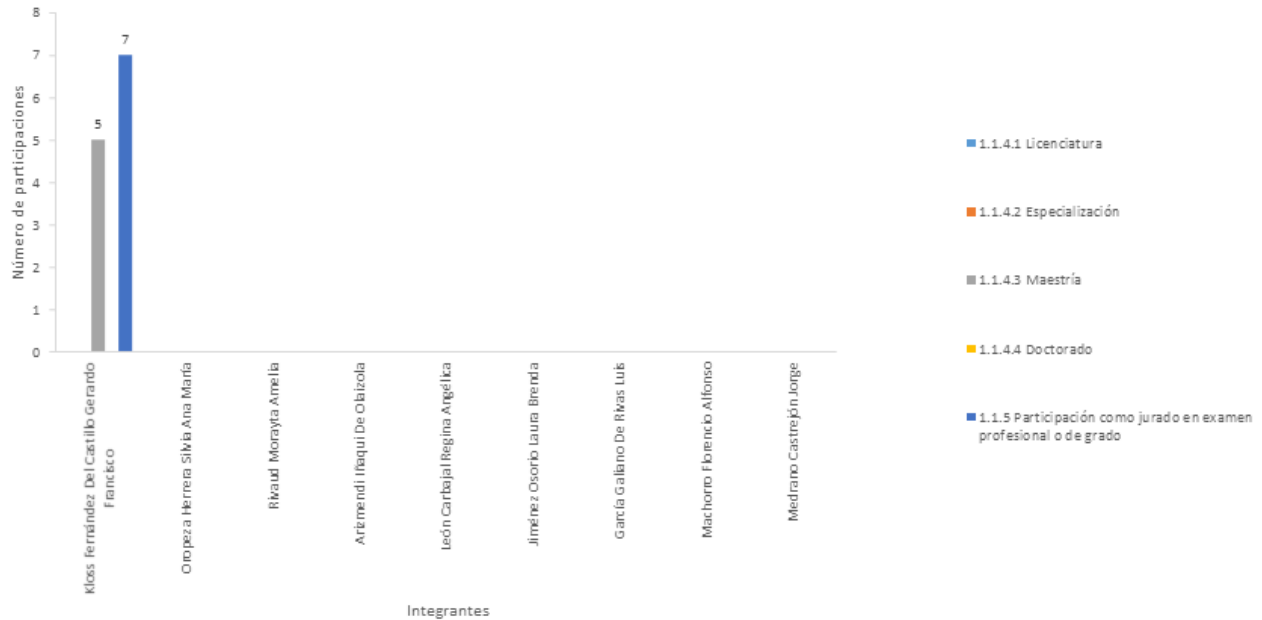 8
7
6
5
4
3
2
1
0
Número de participaciones
5
7
Kloss Fernández Del Castillo Gerardo
Francisco
Oropeza Herrera Silvia Ana María
Rivaud Morayta Amelia
Arizmendi Iñaqui De Olaizola
León Carbajal Regina Angélica
Jiménez Osorio Laura Brenda
García Galiano De Rivas Luis
Machorro Florencio Alfonso
Medrano Castrejón Jorge
Integrantes
1.1.4.1 Licenciatura
1.1.4.2 Especialización
1.1.4.3 Maestría
1.1.4.4 Doctorado
1.1.5 Participación como jurado en examen
profesional o de grado